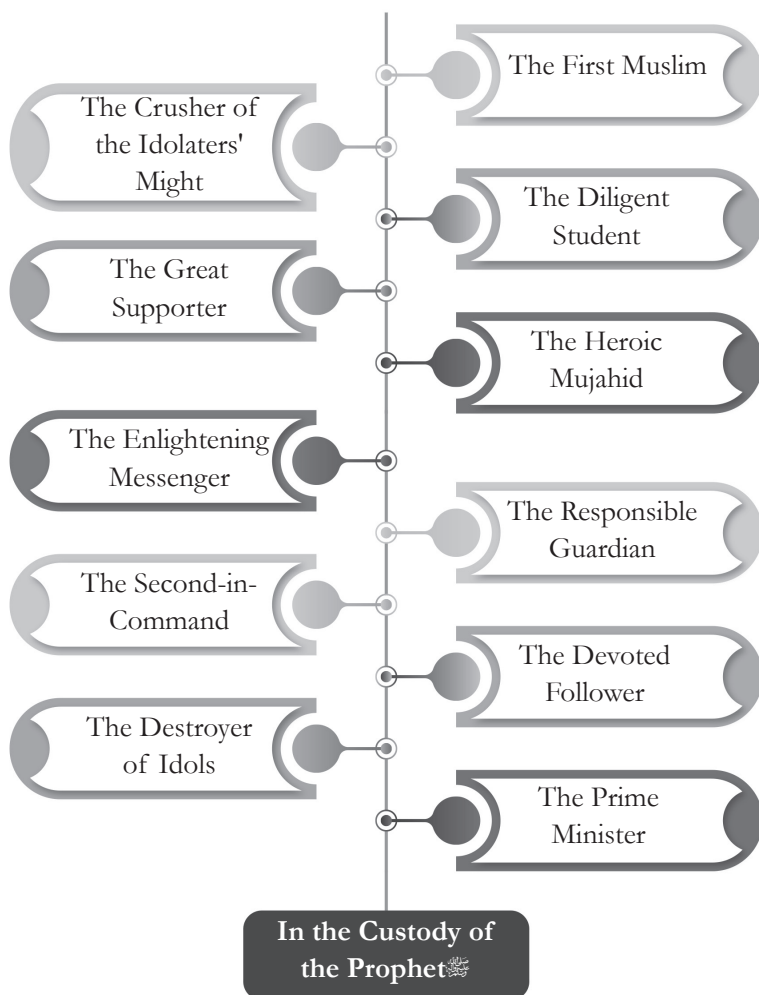 The First Muslim
The Crusher of
the Idolaters'
Might
The Diligent
Student
The Great
Supporter
The Heroic
Mujahid
The Enlightening
Messenger
The Responsible
Guardian
The Second-in-
Command
The Devoted
Follower
The Destroyer
of Idols
The Prime
Minister
In the Custody of
the Prophetﷺ